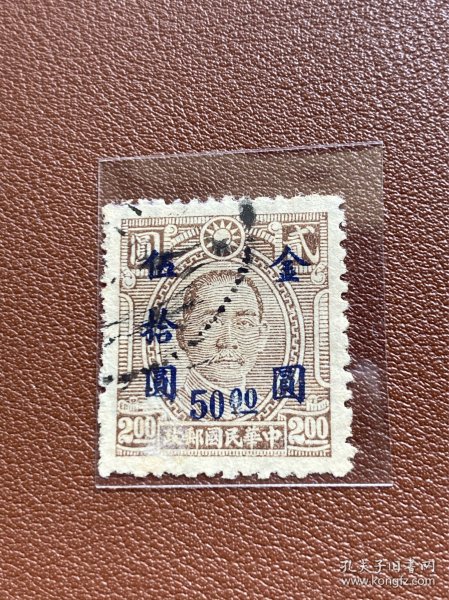 貳圓
金圓
伍拾圓
50 00
2.00 中華民國郵政 2.00
孔夫子旧书网
www.kongfz.com